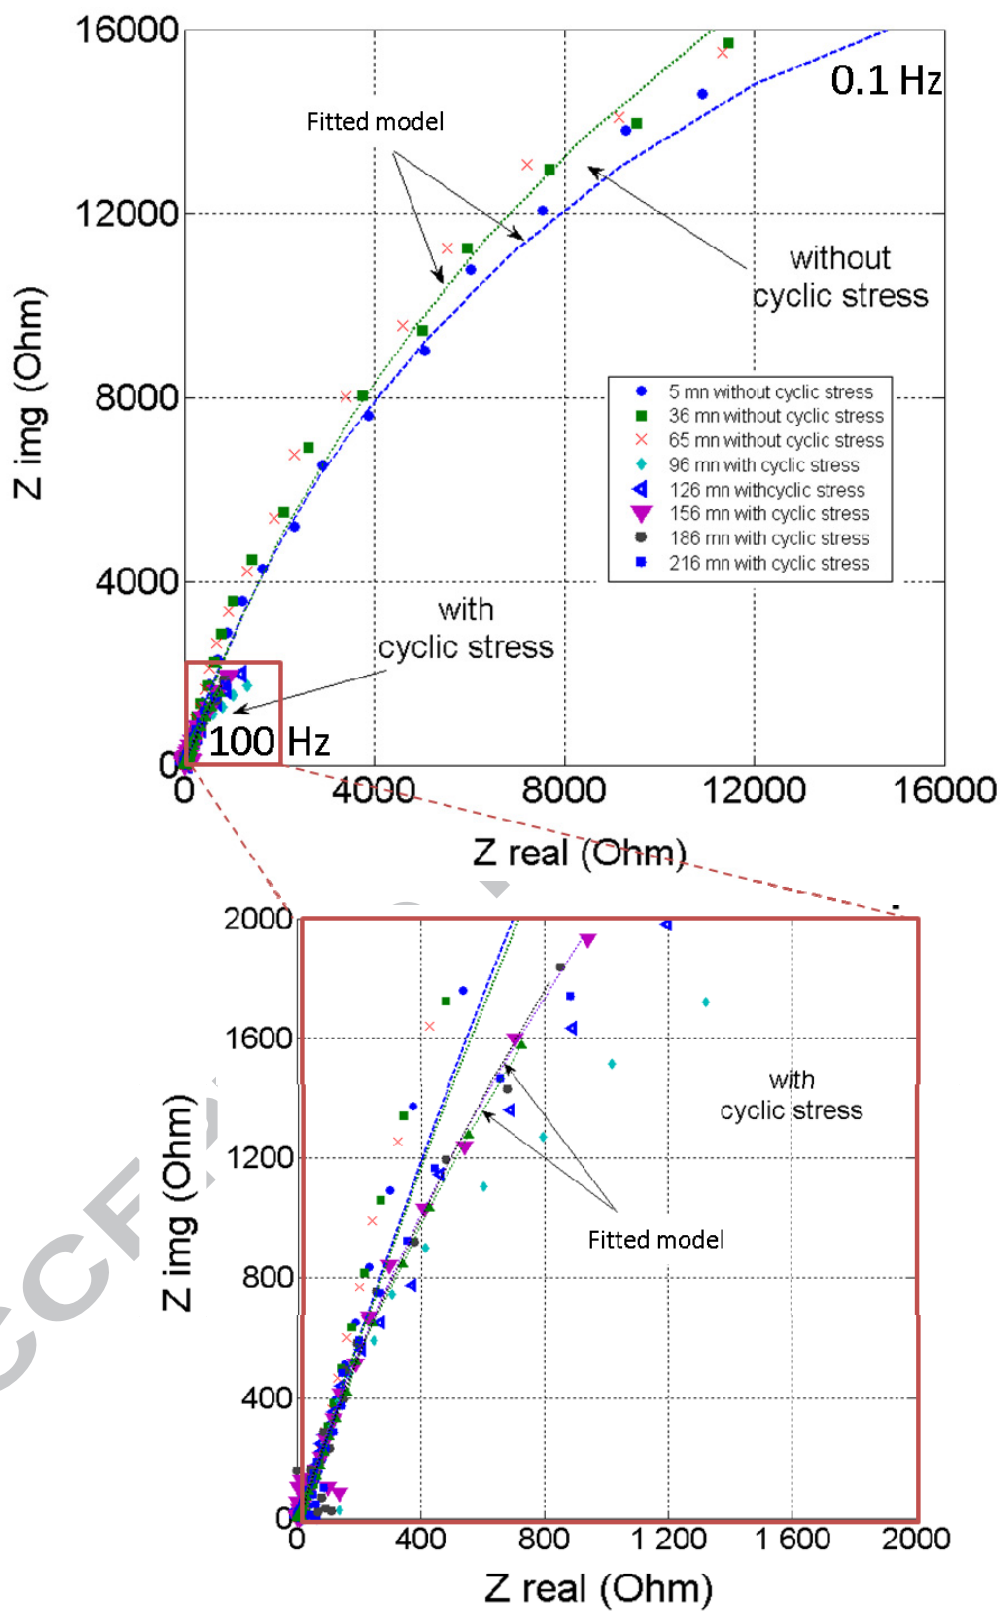 16000
0.1 Hz
Fitted model
12000
without
cyclic stress
Z img (Ohm)
8000
5 mn without cyclic stress
36 mn without cyclic stress
65 mn without cyclic stress
96 mn with cyclic stress
126 mn withcyclic stress
156 mn with cyclic stress
186 mn with cyclic stress
216 mn with cyclic stress
4000
with
cyclic stress
100 Hz
0
0 4000 8000 12000 16000
Z real (Ohm)
2000
1600
with
cyclic stress
1200
Z img (Ohm)
Fitted model
800
400
0
0 400 800 1 200 1 600 2000
Z real (Ohm)